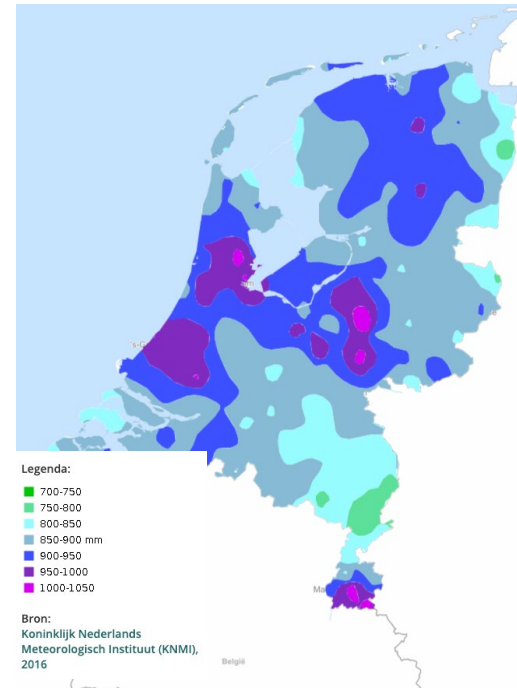 's-G
Legenda:
700-750
750-800
800-850
850-900 mm
900-950
950-1000
1000-1050
Ma
Bron:
Koninklijk Nederlands
Meteorologisch Instituut (KNMI),
2016
België